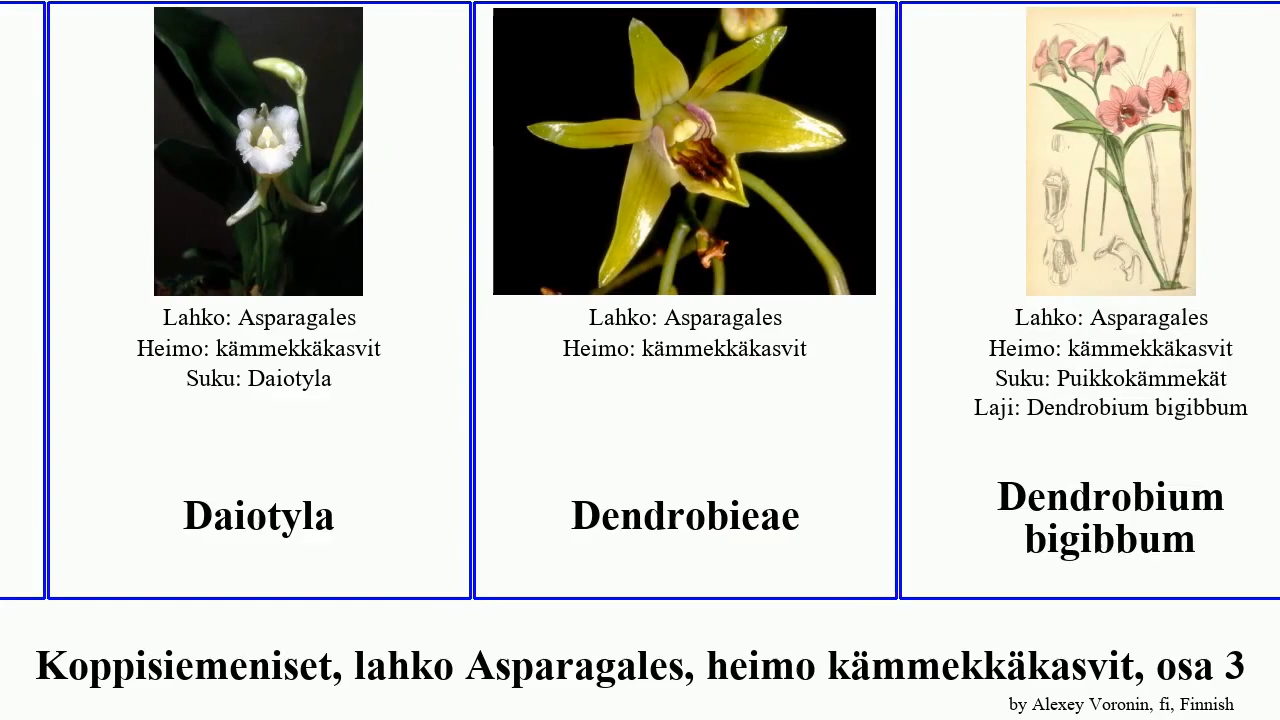 Lahko: Asparagales
Heimo: kämmekkäkasvit
Suku: Daiotyla
Daiotyla
Lahko: Asparagales
Heimo: kämmekkäkasvit
Dendrobieae
Lahko: Asparagales
Heimo: kämmekkäkasvit
Suku: Puikkokämmekät
Laji: Dendrobium bigibbum
Dendrobium
bigibbum
Koppisiemeniset, lahko Asparagales, heimo kämmekkäkasvit, osa 3
by Alexey Voronin, fi, Finnish